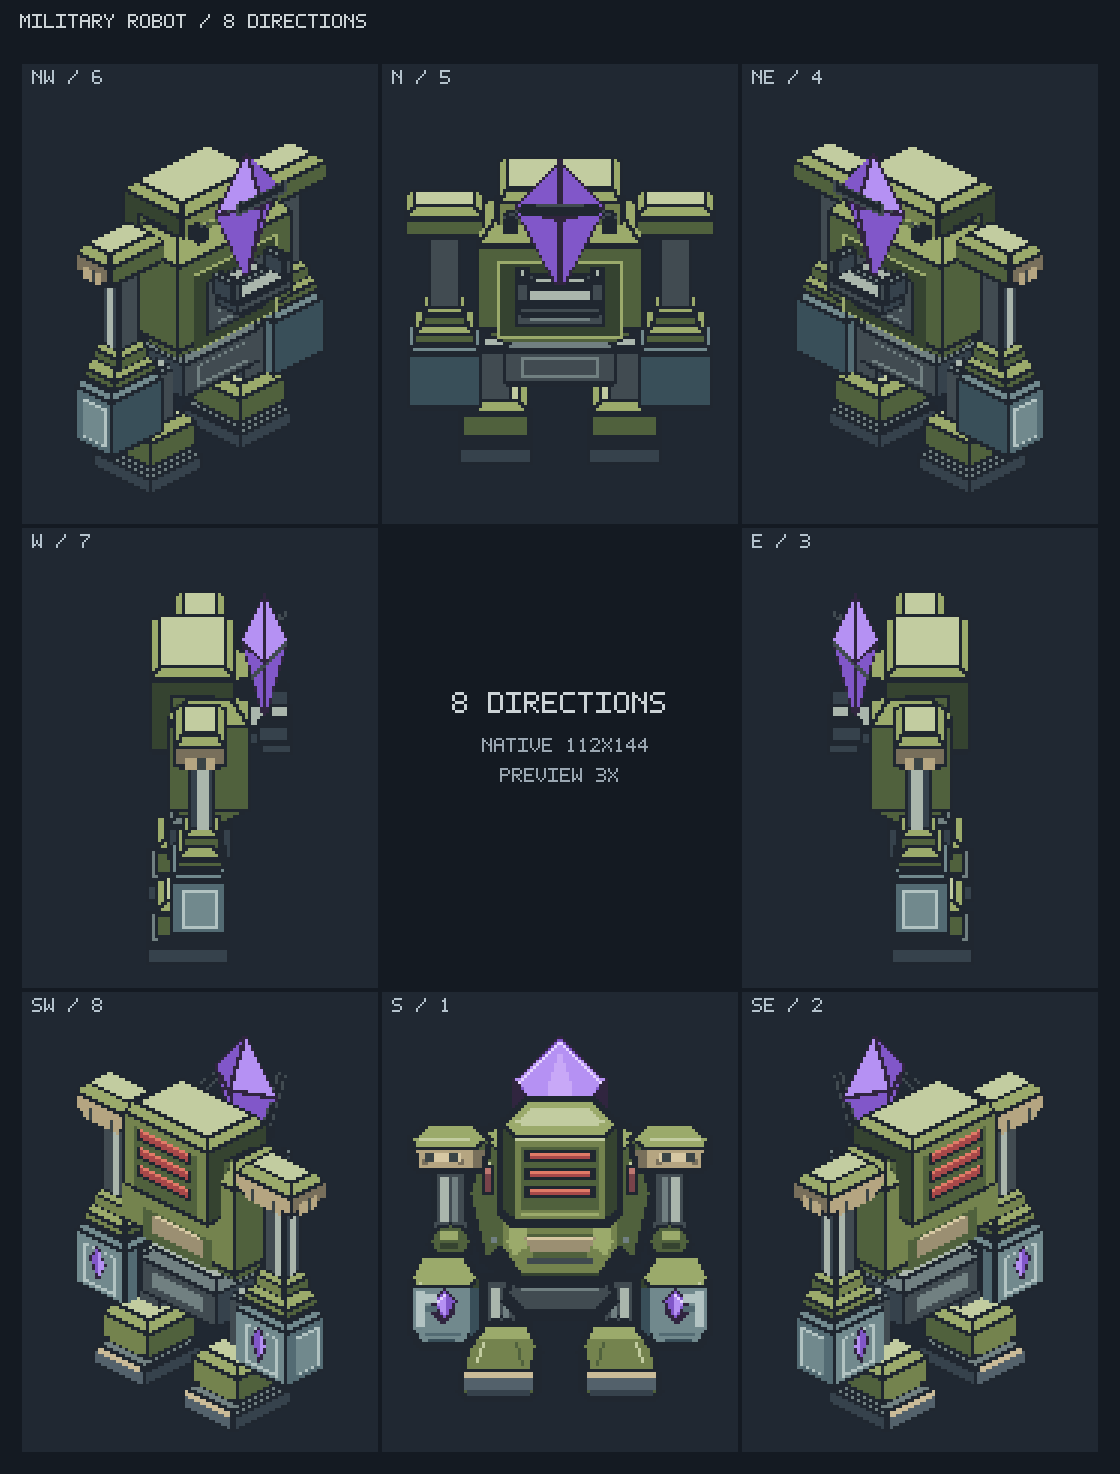 MILITARY ROBOT / 8 DIRECTIONS
NW / 6
N / 5
NE / 4
W / 7
E / 3
8 DIRECTIONS
NATIVE 112X144
PREVIEW 3X
SW / 8
S / 1
SE / 2